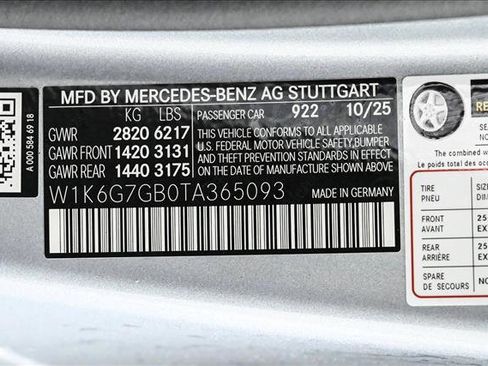 A 000 584 69 18
MFD BY MERCEDES-BENZ AG STUTTGART
KG LBS
PASSENGER CAR 922 10/25
GVWR 2820 6217
GAWR FRONT 1420 3131
GAWR REAR 1440 3175
THIS VEHICLE CONFORMS TO ALL APPLICABLE
U.S. FEDERAL MOTOR VEHICLE SAFETY,BUMPER
AND THEFT PREVENTION STANDARDS IN EFFECT
ON THE DATE OF MANUFACTURE SHOWN ABOVE
W1K6G7GB0TA365093
MADE IN GERMANY
The combined
Le poids total des
TIRE
PNEU
FRONT
AVANT
REAR
ARRIÈRE
SPARE
DE SECOURS